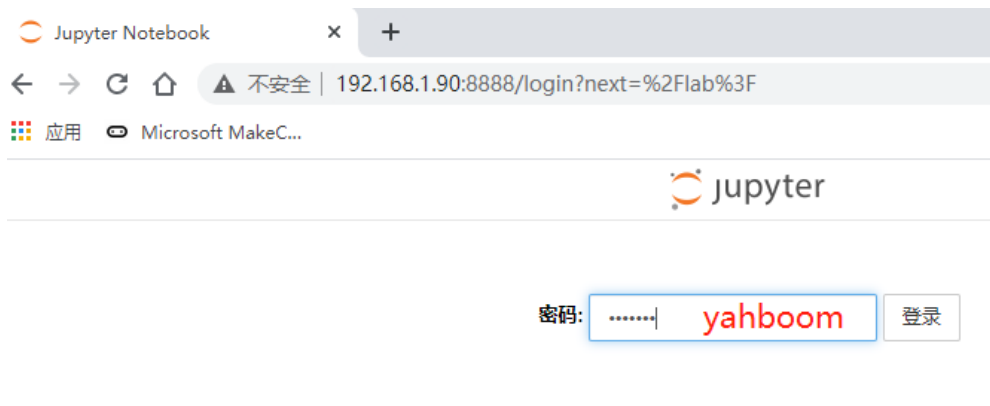 Jupyter Notebook
不安全 | 192.168.1.90:8888/login?next=%2Flab%3F
应用 Microsoft MakeC...
jupyter
密码: ······· yahboom 登录